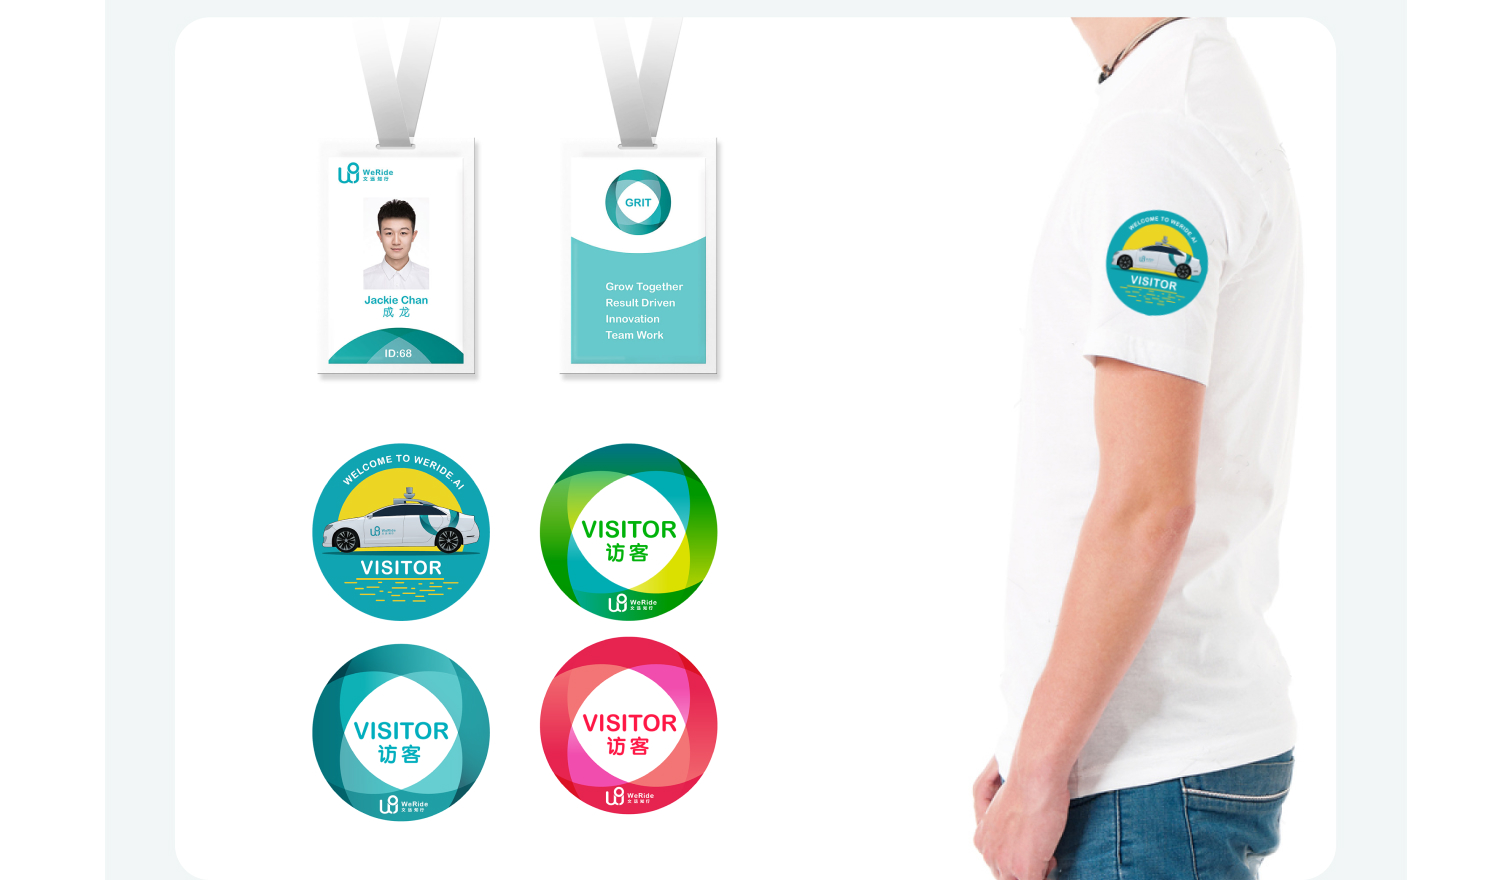 WeRide
文远知行
Jackie Chan
成龙
ID:68
GRIT
Grow Together
Result Driven
Innovation
Team Work
WELCOME TO WERIDE.AI
VISITOR
WELCOME TO WERIDE.AI
WeRide
VISITOR
VISITOR
访客
WeRide
文远知行
VISITOR
访客
WeRide
文远知行
VISITOR
访客
WeRide
文远知行